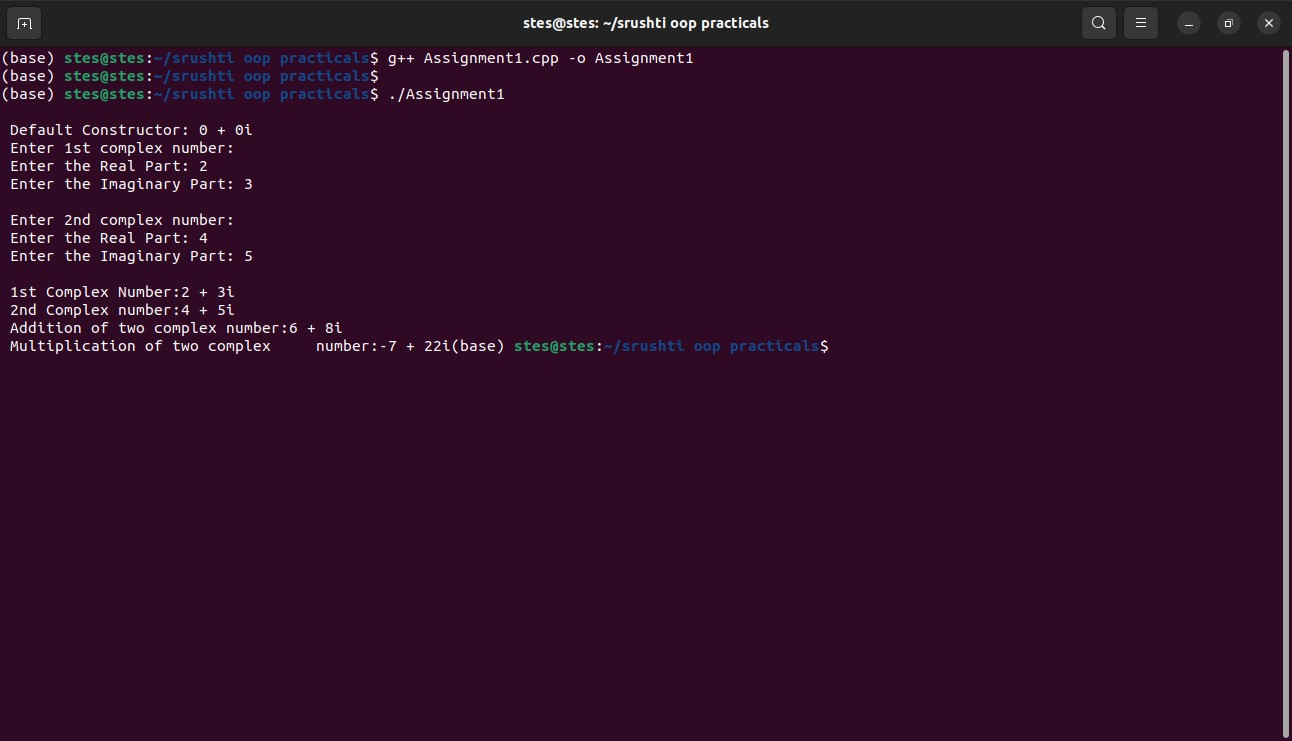 stes@stes: ~/srushti oop practicals
(base) stes@stes:~/srushti oop practicals$ g++ Assignment1.cpp -o Assignment1
(base) stes@stes:~/srushti oop practicals$
(base) stes@stes:~/srushti oop practicals$ ./Assignment1
Default Constructor: 0 + 0i
Enter 1st complex number:
Enter the Real Part: 2
Enter the Imaginary Part: 3
Enter 2nd complex number:
Enter the Real Part: 4
Enter the Imaginary Part: 5
1st Complex Number:2 + 3i
2nd Complex number:4 + 5i
Addition of two complex number:6 + 8i
Multiplication of two complex     number:-7 + 22i(base) stes@stes:~/srushti oop practicals$